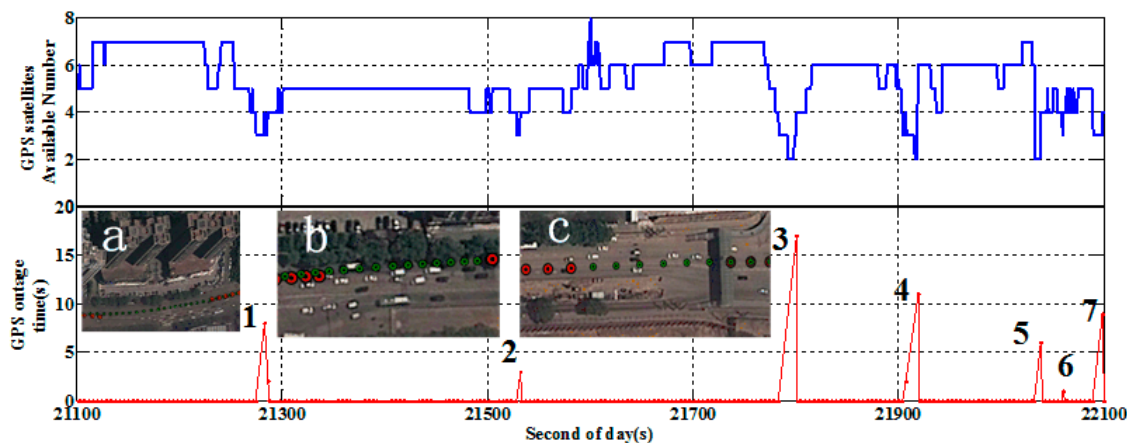 GPS satellites
Available Number
8
6
4
2
0
GPS outage
time(s)
20
15
10
5
0
a
b
c
1
2
3
4
5
6
7
21100
21300
21500
21700
21900
22100
Second of day(s)